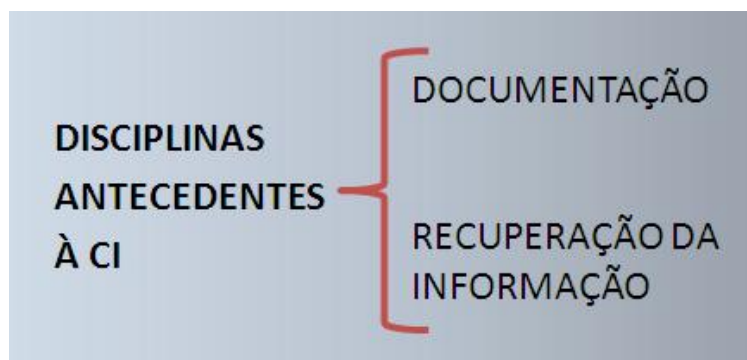 DISCIPLINAS
ANTECEDENTES
À CI
DOCUMENTAÇÃO
RECUPERAÇÃO DA
INFORMAÇÃO